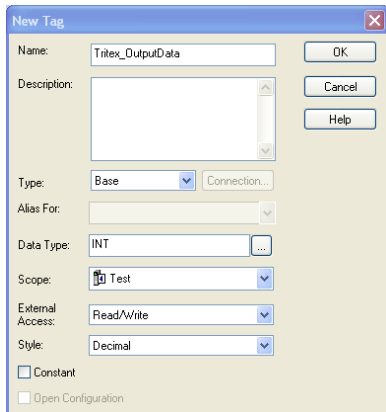 New Tag
Name: Tritex_OutputData OK
Description: Cancel
Help
Type: Base Connection...
Alias For:
Data Type: INT ...
Scope: Test
External Access: Read/Write
Style: Decimal
Constant
Open Configuration